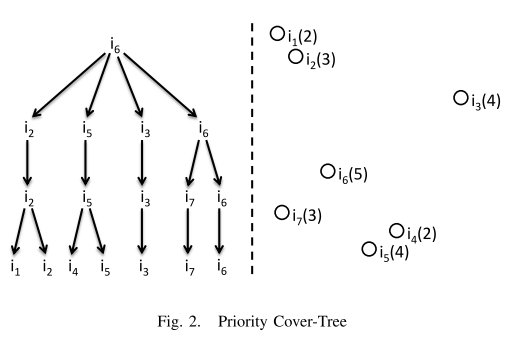 i₆
i₂ i₅ i₃ i₆
i₂ i₅ i₃ i₇ i₆
i₁ i₂ i₄ i₅ i₃ i₇ i₆
i₁(2)
i₂(3)
i₃(4)
i₆(5)
i₇(3)
i₄(2)
i₅(4)
Fig. 2. Priority Cover-Tree